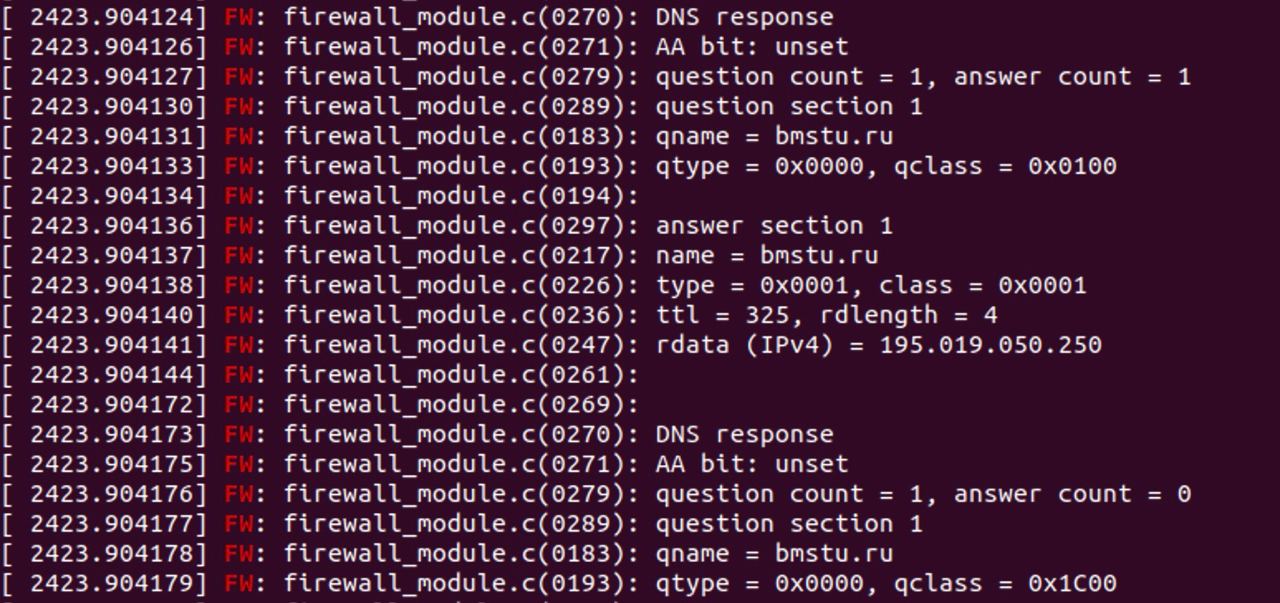 [ 2423.904124] FW: firewall_module.c(0270): DNS response
[ 2423.904126] FW: firewall_module.c(0271): AA bit: unset
[ 2423.904127] FW: firewall_module.c(0279): question count = 1, answer count = 1
[ 2423.904130] FW: firewall_module.c(0289): question section 1
[ 2423.904131] FW: firewall_module.c(0183): qname = bmstu.ru
[ 2423.904133] FW: firewall_module.c(0193): qtype = 0x0000, qclass = 0x0100
[ 2423.904134] FW: firewall_module.c(0194):
[ 2423.904136] FW: firewall_module.c(0297): answer section 1
[ 2423.904137] FW: firewall_module.c(0217): name = bmstu.ru
[ 2423.904138] FW: firewall_module.c(0226): type = 0x0001, class = 0x0001
[ 2423.904140] FW: firewall_module.c(0236): ttl = 325, rdlength = 4
[ 2423.904141] FW: firewall_module.c(0247): rdata (IPv4) = 195.019.050.250
[ 2423.904144] FW: firewall_module.c(0261):
[ 2423.904172] FW: firewall_module.c(0269):
[ 2423.904173] FW: firewall_module.c(0270): DNS response
[ 2423.904175] FW: firewall_module.c(0271): AA bit: unset
[ 2423.904176] FW: firewall_module.c(0279): question count = 1, answer count = 0
[ 2423.904177] FW: firewall_module.c(0289): question section 1
[ 2423.904178] FW: firewall_module.c(0183): qname = bmstu.ru
[ 2423.904179] FW: firewall_module.c(0193): qtype = 0x0000, qclass = 0x1C00